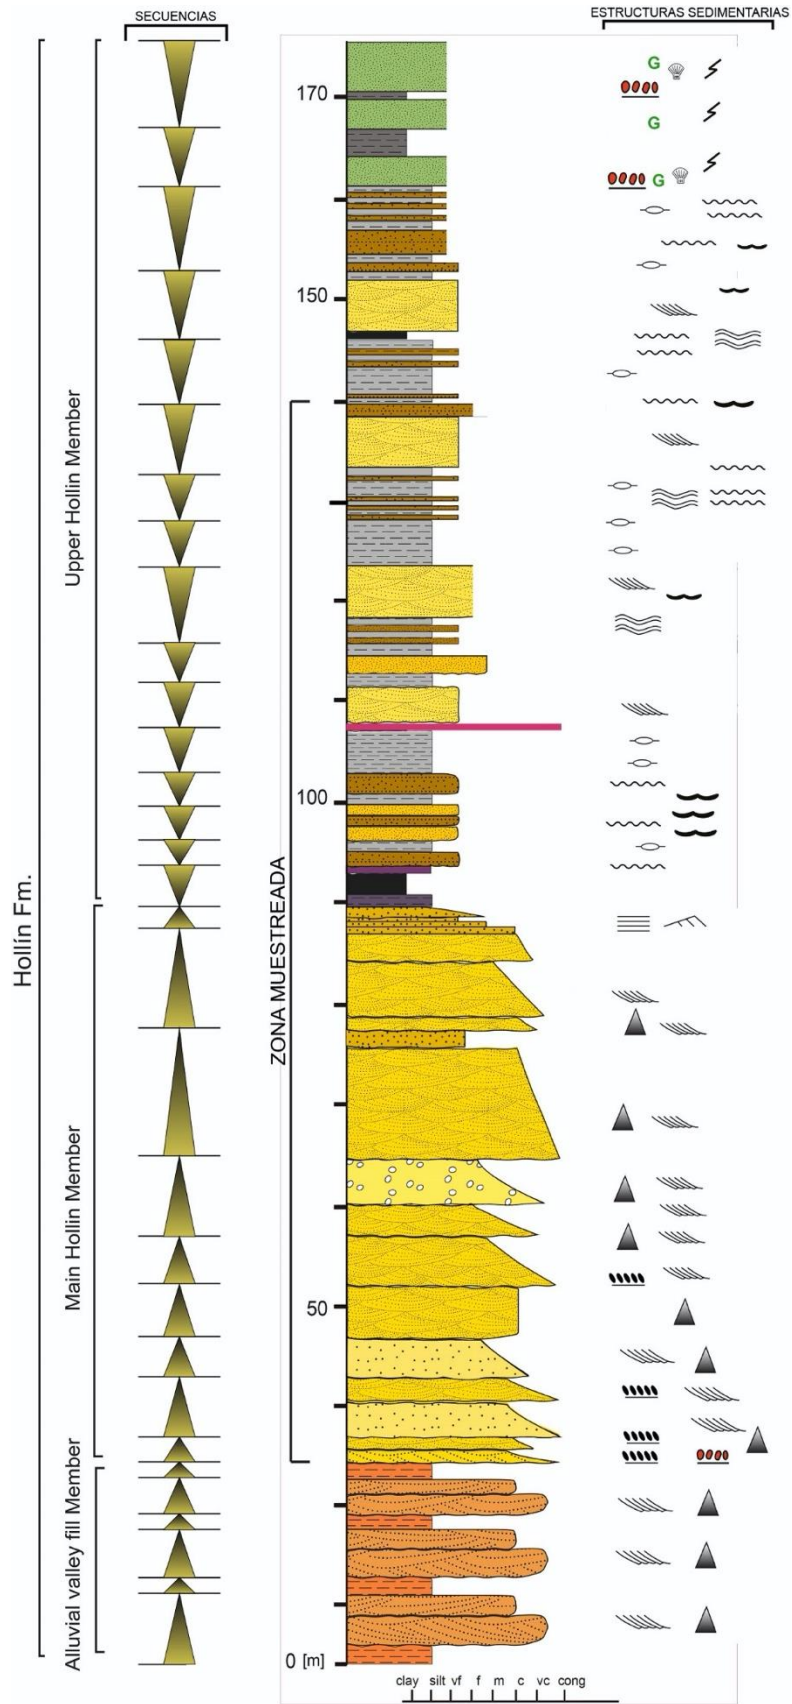 SECUENCIAS
ESTRUCTURAS SEDIMENTARIAS
G
170
G
G
150
Upper Hollin Member
100
ZONA MUESTREADA
Hollín Fm.
Main Hollin Member
50
Alluvial valley fill Member
0 [m]
clay silt vf f m c vc cong